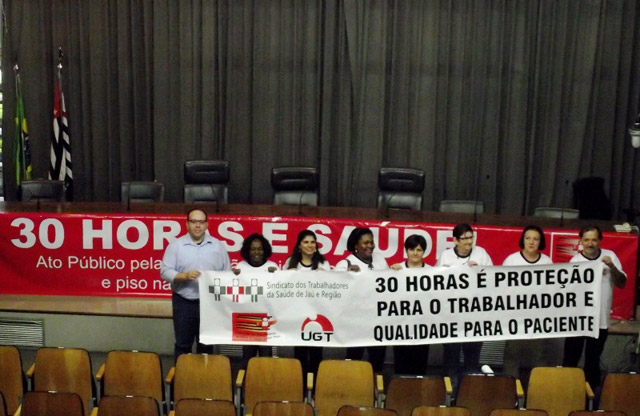 30 HORAS E SAÚDE
Ato Público pela
e piso na
Sindicato dos Trabalhadores
da Saúde de Jaú e Região
UGT
30 HORAS É PROTEÇÃO
PARA O TRABALHADOR E
QUALIDADE PARA O PACIENTE